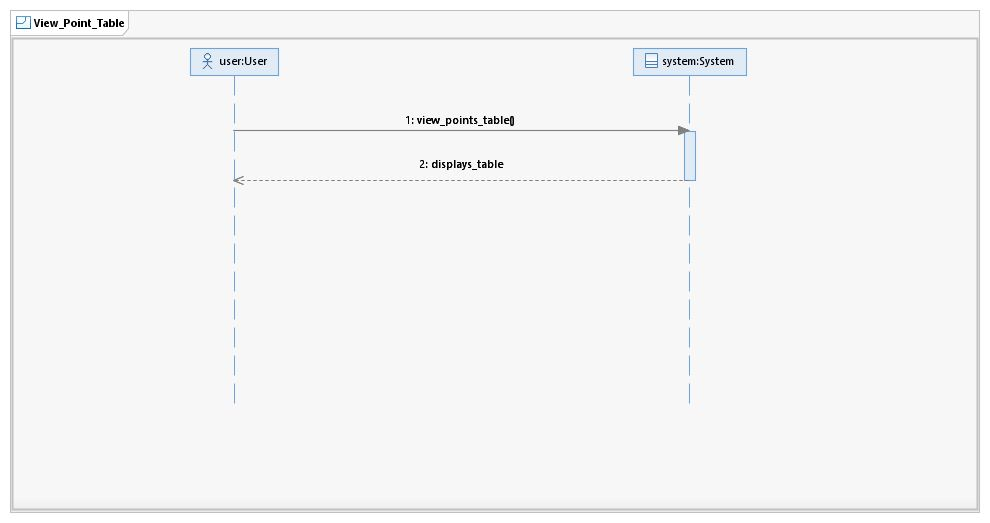 View_Point_Table
user:User
system:System
1: view_points_table()
2: displays_table